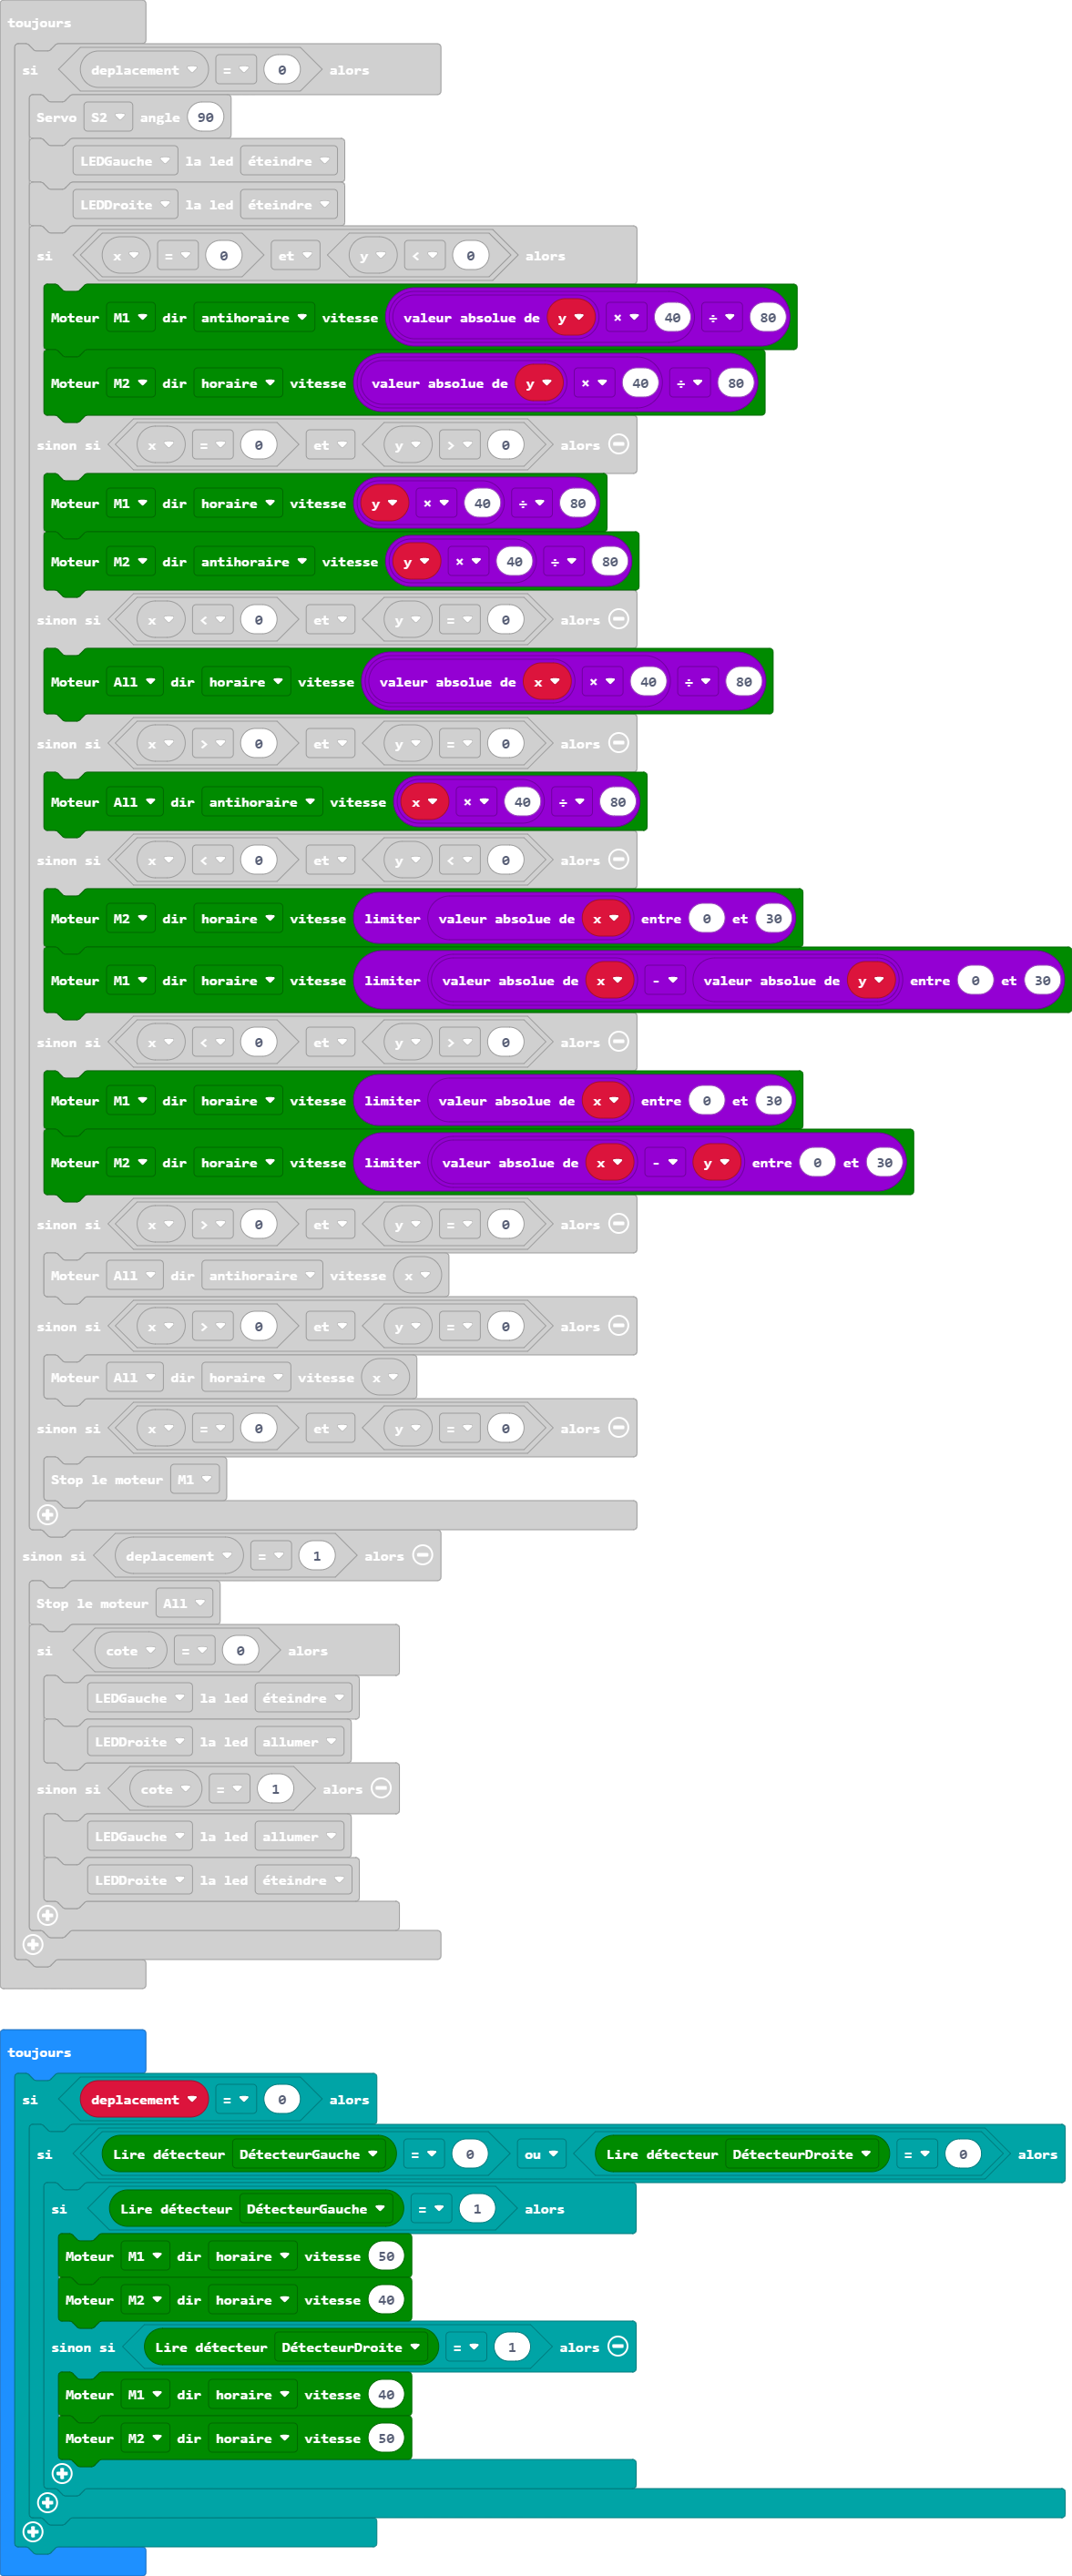 toujours
si deplacement = 0 alors
Servo S2 angle 90
LEDGauche la led éteindre
LEDDroite la led éteindre
si x = 0 et y < 0 alors
Moteur M1 dir antihoraire vitesse valeur absolue de y × 40 ÷ 80
Moteur M2 dir horaire vitesse valeur absolue de y × 40 ÷ 80
sinon si x = 0 et y > 0 alors
Moteur M1 dir horaire vitesse y × 40 ÷ 80
Moteur M2 dir antihoraire vitesse y × 40 ÷ 80
sinon si x < 0 et y = 0 alors
Moteur All dir horaire vitesse valeur absolue de x × 40 ÷ 80
sinon si x > 0 et y = 0 alors
Moteur All dir antihoraire vitesse x × 40 ÷ 80
sinon si x < 0 et y < 0 alors
Moteur M2 dir horaire vitesse limiter valeur absolue de x entre 0 et 30
Moteur M1 dir horaire vitesse limiter valeur absolue de x - valeur absolue de y entre 0 et 30
sinon si x < 0 et y > 0 alors
Moteur M1 dir horaire vitesse limiter valeur absolue de x entre 0 et 30
Moteur M2 dir horaire vitesse limiter valeur absolue de x - y entre 0 et 30
sinon si x > 0 et y = 0 alors
Moteur All dir antihoraire vitesse x
sinon si x > 0 et y = 0 alors
Moteur All dir horaire vitesse x
sinon si x = 0 et y = 0 alors
Stop le moteur M1
sinon si deplacement = 1 alors
Stop le moteur All
si cote = 0 alors
LEDGauche la led éteindre
LEDDroite la led allumer
sinon si cote = 1 alors
LEDGauche la led allumer
LEDDroite la led éteindre
toujours
si deplacement = 0 alors
si Lire détecteur DétecteurGauche = 0 ou Lire détecteur DétecteurDroite = 0 alors
si Lire détecteur DétecteurGauche = 1 alors
Moteur M1 dir horaire vitesse 50
Moteur M2 dir horaire vitesse 40
sinon si Lire détecteur DétecteurDroite = 1 alors
Moteur M1 dir horaire vitesse 40
Moteur M2 dir horaire vitesse 50